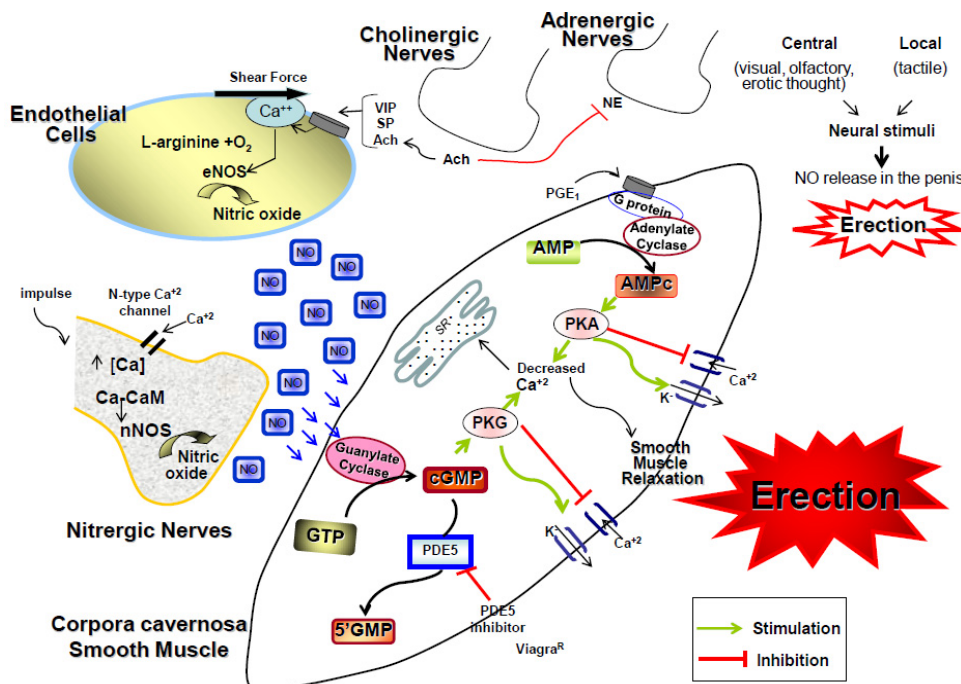 Cholinergic
Nerves
Adrenergic
Nerves
Central
(visual, olfactory,
erotic thought)
Local
(tactile)
Neural stimuli
NO release in the penis
Erection
Shear Force
Endothelial
Cells
Ca++
L-arginine +O2
eNOS
Nitric oxide
VIP
SP
Ach
Ach
NE
PGE1
G protein
Adenylate
Cyclase
AMP
AMPc
PKA
Ca+2
K-
SR
Decreased
Ca+2
PKG
Smooth
Muscle
Relaxation
NO
NO
NO
NO
NO
NO
NO
NO
NO
NO
NO
impulse
N-type Ca+2
channel
Ca+2
[Ca]
Ca-CaM
nNOS
Nitric
oxide
Nitrergic Nerves
Guanylate
Cyclase
cGMP
GTP
PDE5
5'GMP
K-
Ca+2
PDE5
inhibitor
ViagraR
Corpora cavernosa
Smooth Muscle
Erection
Stimulation
Inhibition